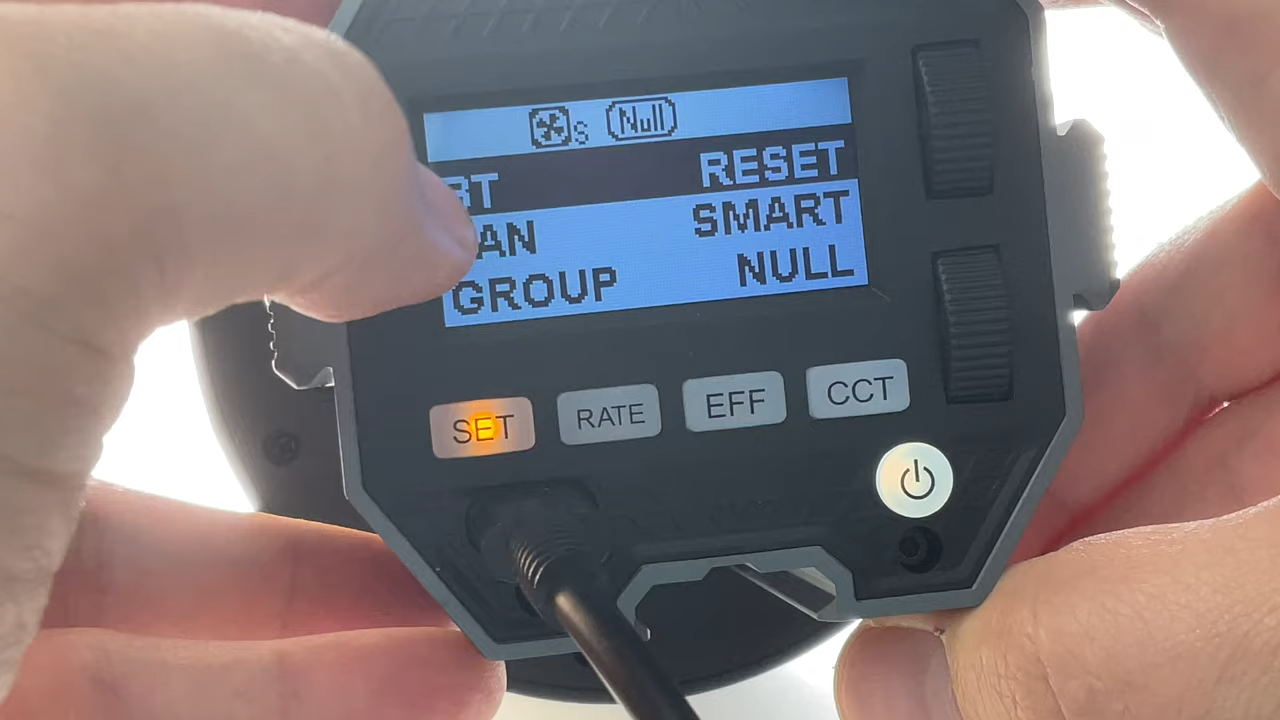 S Null
RESET
SMART
GROUP NULL
SET RATE EFF CCT